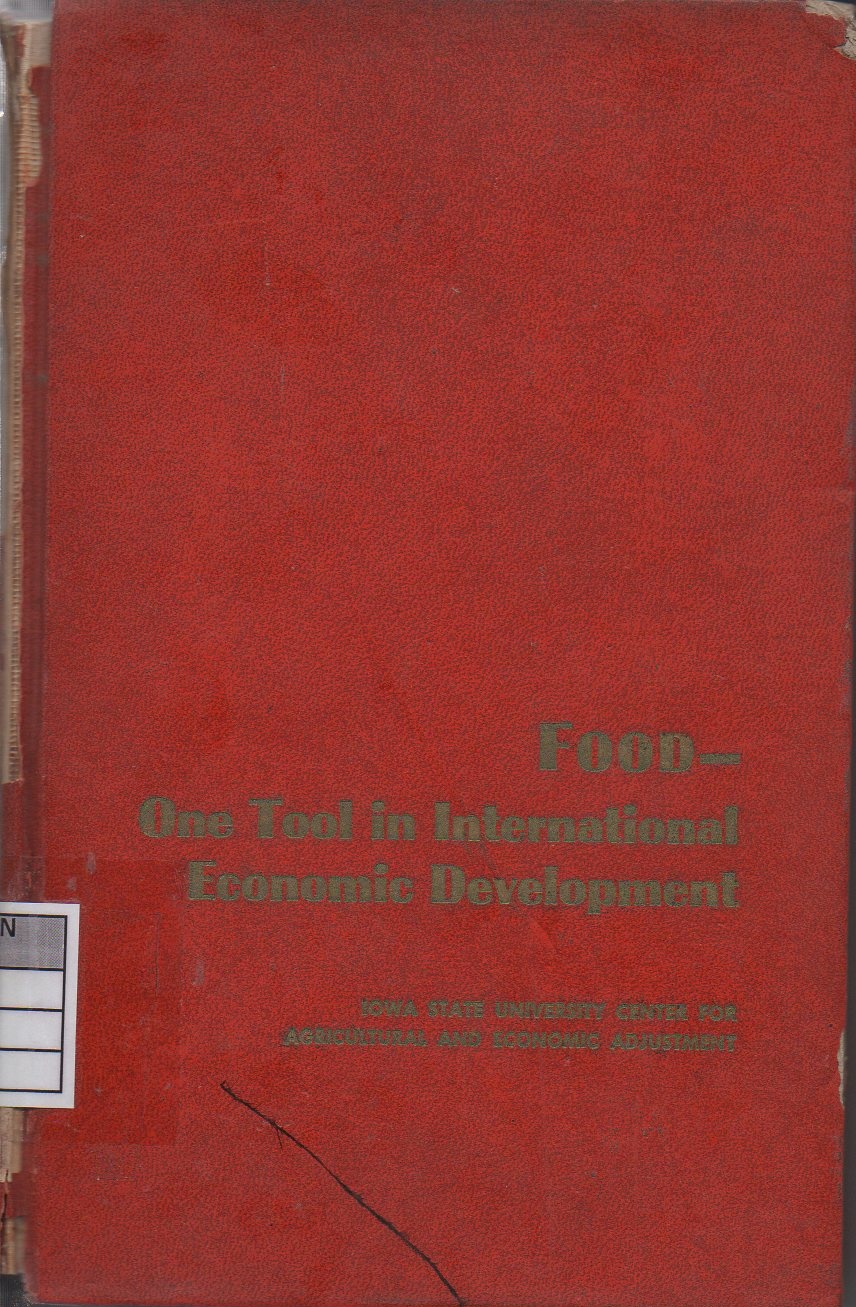 FOOD—
One Tool in International
Economic Development
IOWA STATE UNIVERSITY CENTER FOR
AGRICULTURAL AND ECONOMIC ADJUSTMENT
N